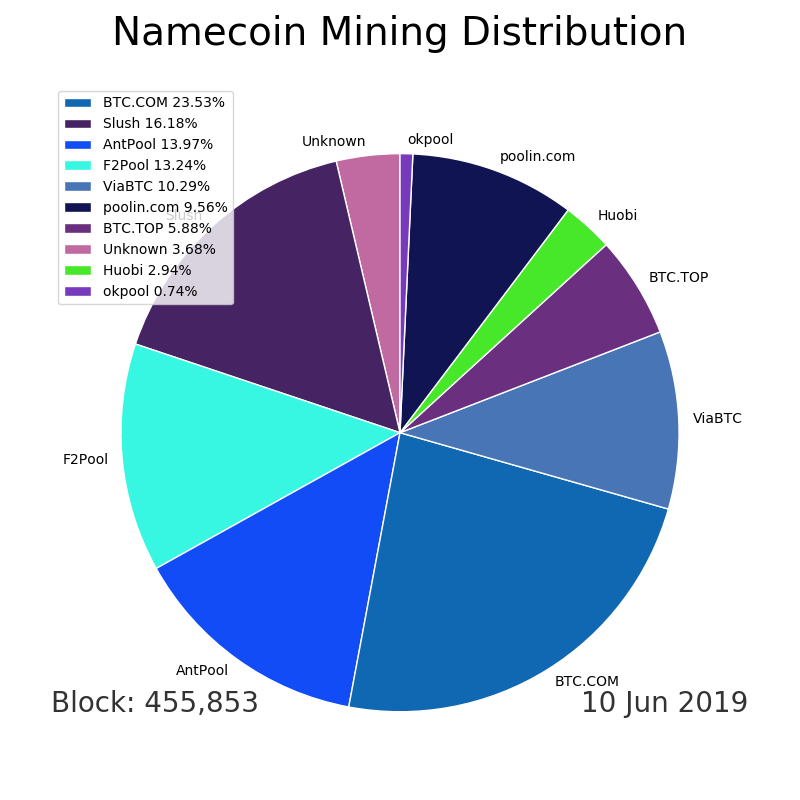 Namecoin Mining Distribution
BTC.COM 23.53%
Slush 16.18%
AntPool 13.97%
F2Pool 13.24%
ViaBTC 10.29%
poolin.com 9.56%
BTC.TOP 5.88%
Unknown 3.68%
Huobi 2.94%
okpool 0.74%
Unknown
okpool
poolin.com
Slush
Huobi
BTC.TOP
ViaBTC
F2Pool
AntPool
BTC.COM
Block: 455,853
10 Jun 2019